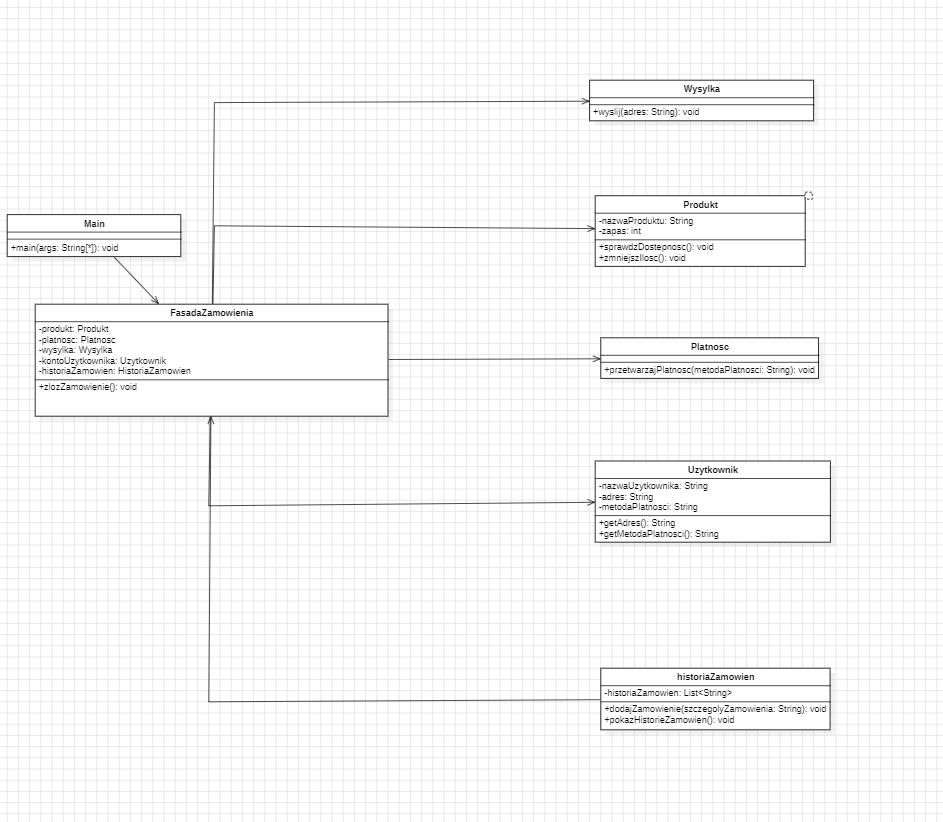 Wysylka
+wyslij(adres: String): void
Produkt
-nazwaProduktu: String
-zapas: int
+sprawdzDostepnosc(): void
+zmniejszIlosc(): void
Main
+main(args: String[*]): void
FasadaZamowienia
-produkt: Produkt
-platnosc: Platnosc
-wysylka: Wysylka
-kontoUzytkownika: Uzytkownik
-historiaZamowien: HistoriaZamowien
+zlozZamowienie(): void
Platnosc
+przetwarzajPlatnosc(metodaPlatnosci: String): void
Uzytkownik
-nazwaUzytkownika: String
-adres: String
-metodaPlatnosci: String
+getAdres(): String
+getMetodaPlatnosci(): String
historiaZamowien
-historiaZamowien: List<String>
+dodajZamowienie(szczegolyZamowienia: String): void
+pokazHistorieZamowien(): void